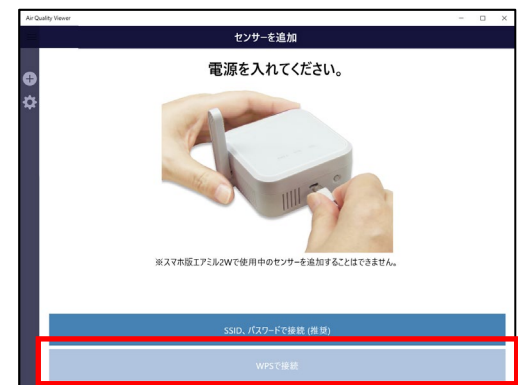 Air Quality Viewer
センサーを追加
電源を入れてください。
※スマホ版エアミル2Wで使用中のセンサーを追加することはできません。
SSID、パスワードで接続 (推奨)
WPSで接続